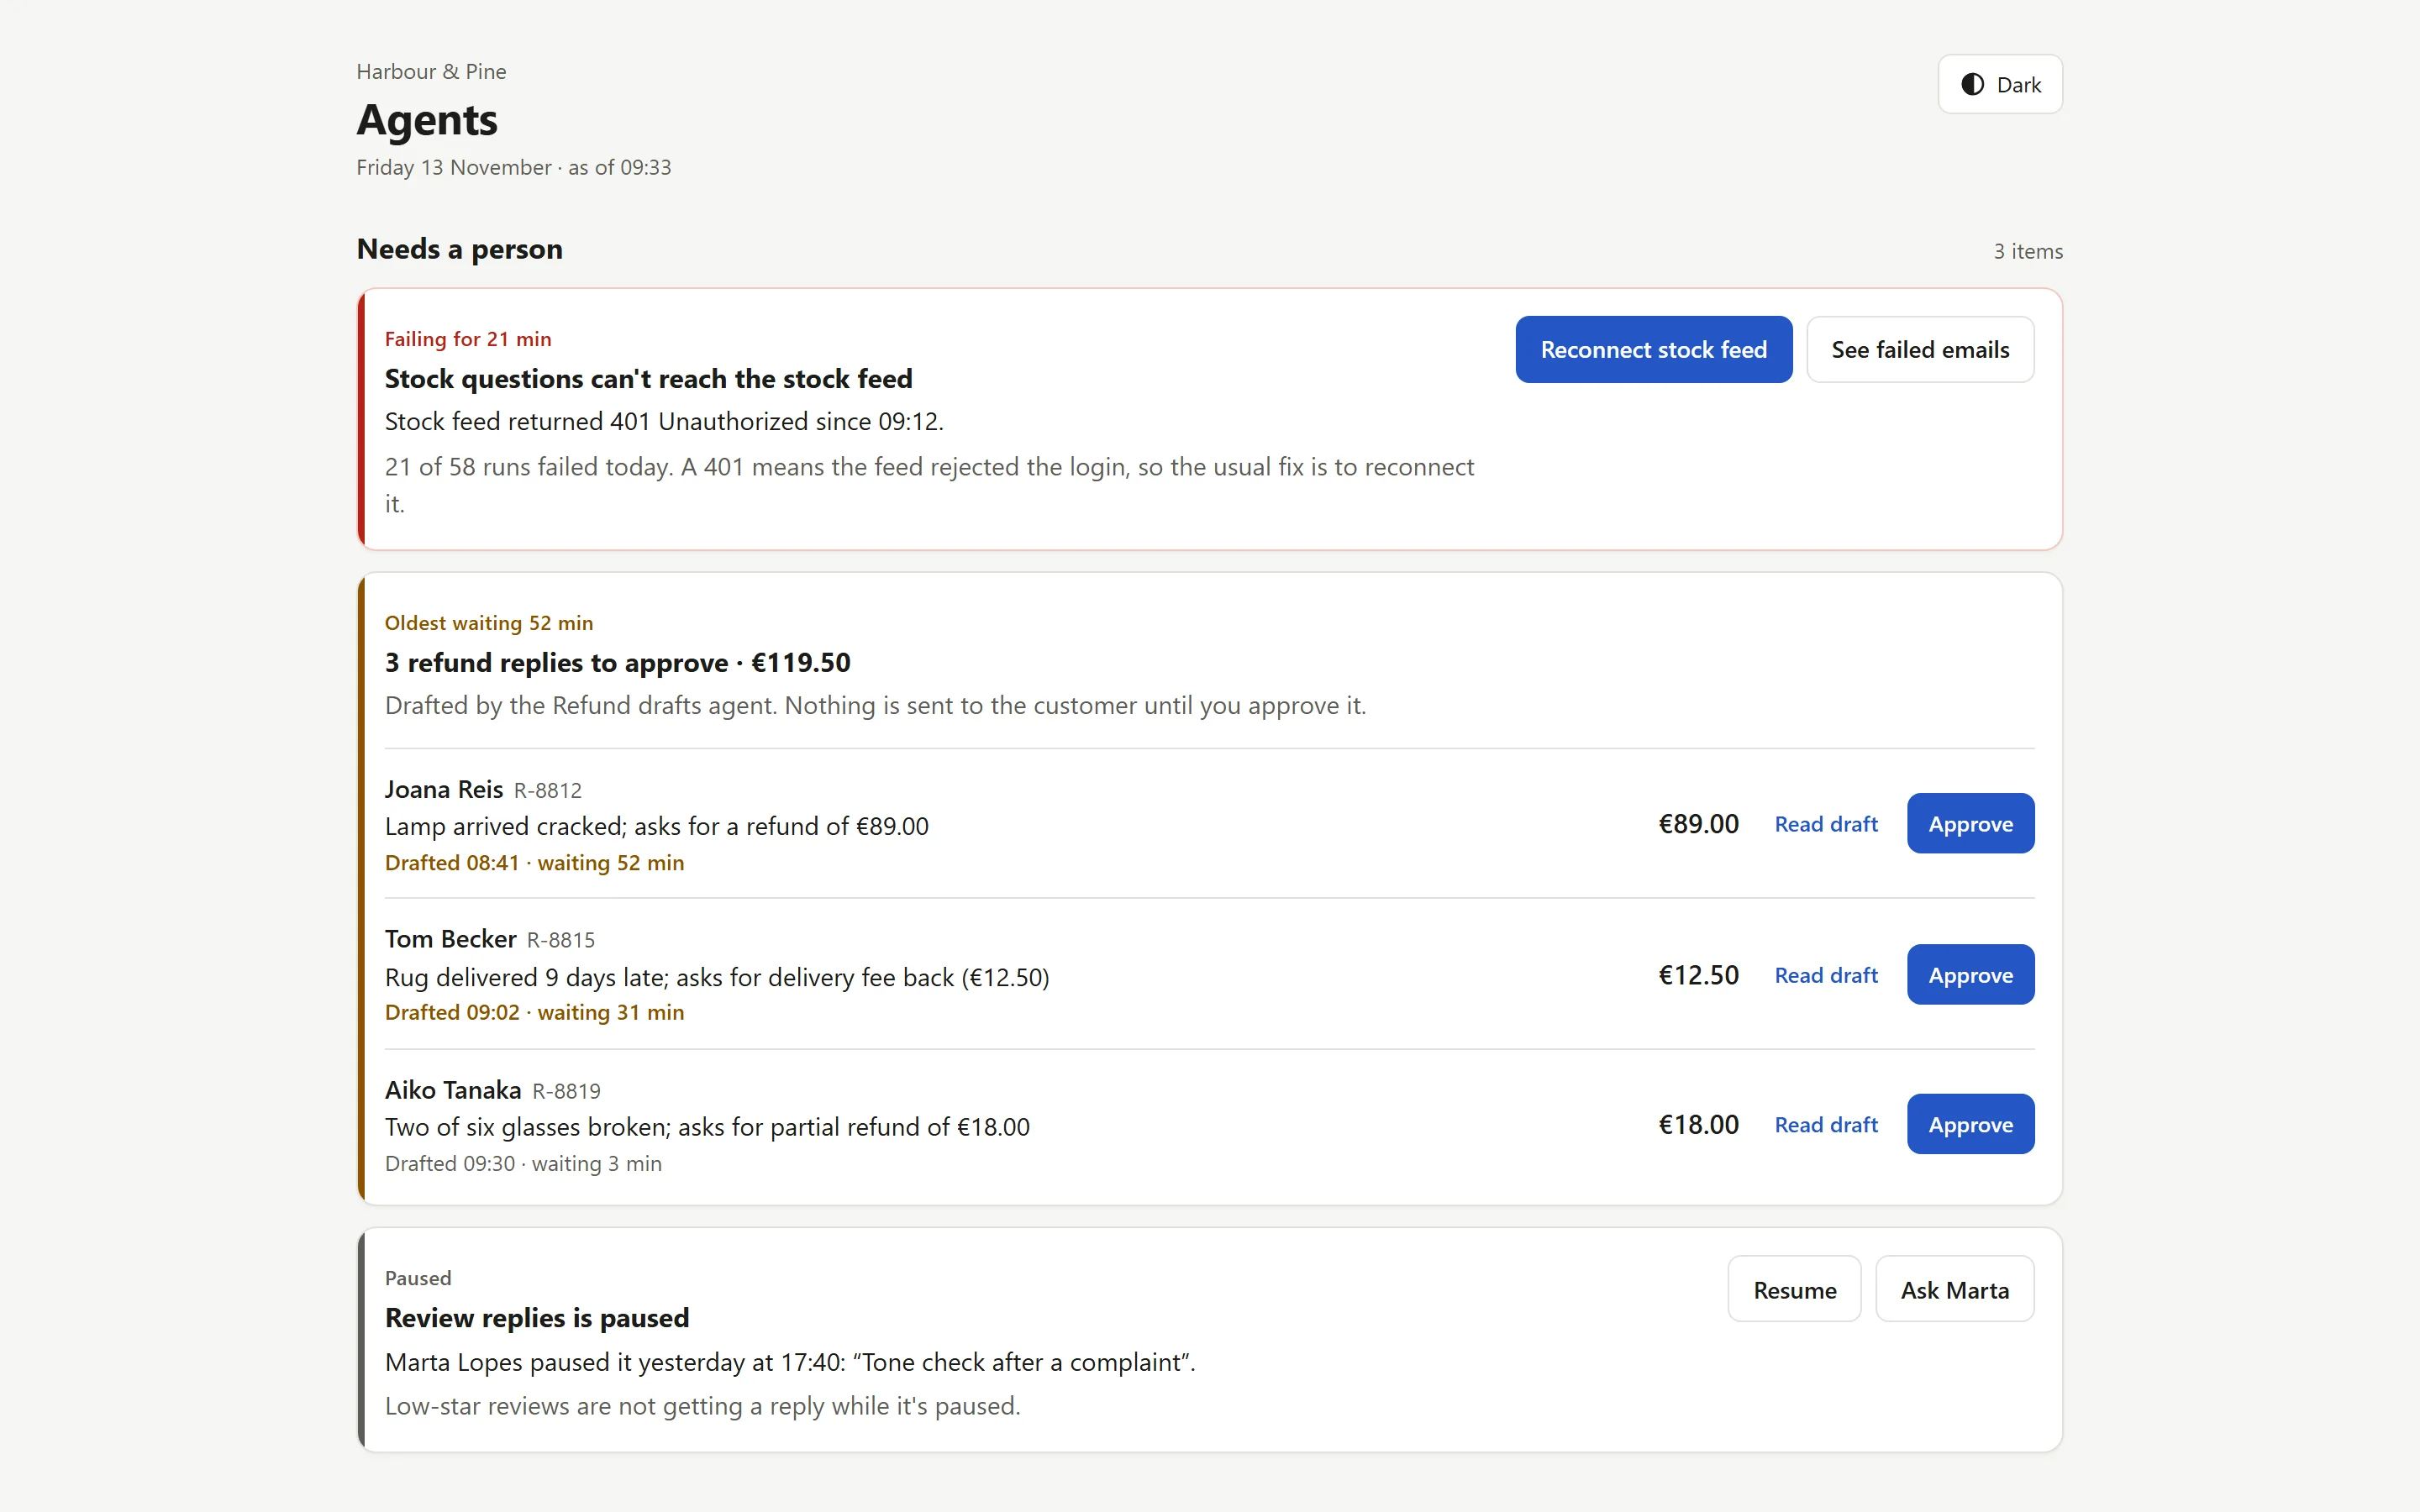 Harbour & Pine
Dark
Agents
Friday 13 November · as of 09:33
Needs a person
3 items
Failing for 21 min
Reconnect stock feed
See failed emails
Stock questions can't reach the stock feed
Stock feed returned 401 Unauthorized since 09:12.
21 of 58 runs failed today. A 401 means the feed rejected the login, so the usual fix is to reconnect
it.
Oldest waiting 52 min
3 refund replies to approve · €119.50
Drafted by the Refund drafts agent. Nothing is sent to the customer until you approve it.
Joana Reis R-8812
Lamp arrived cracked; asks for a refund of €89.00
Drafted 08:41 · waiting 52 min
€89.00
Read draft
Approve
Tom Becker R-8815
Rug delivered 9 days late; asks for delivery fee back (€12.50)
Drafted 09:02 · waiting 31 min
€12.50
Read draft
Approve
Aiko Tanaka R-8819
Two of six glasses broken; asks for partial refund of €18.00
Drafted 09:30 · waiting 3 min
€18.00
Read draft
Approve
Paused
Resume
Ask Marta
Review replies is paused
Marta Lopes paused it yesterday at 17:40: “Tone check after a complaint”.
Low-star reviews are not getting a reply while it's paused.